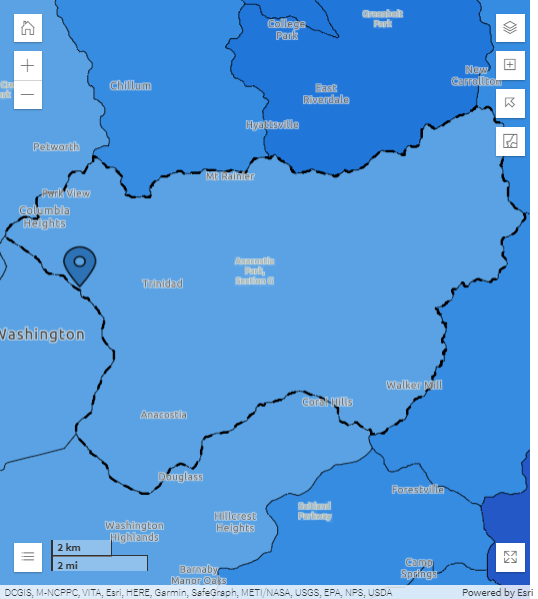 College
Park
Greenbelt
Park
New
Carrollton
Chillum
East
Riverdale
Hyattsville
Petworth
Mt Rainier
Park View
Columbia
Heights
Anacostia
Park,
Section G
Trinidad
Washington
Walker Mill
Coral Hills
Anacostia
Douglass
Forestville
Suitland
Parkway
Hillcrest
Heights
Washington
Highlands
2 km
2 mi
Camp
Springs
Barnaby
Manor Oaks
DCGIS, M-NCPPC, VITA, Esri, HERE, Garmin, SafeGraph, METI/NASA, USGS, EPA, NPS, USDA
Powered by Esri